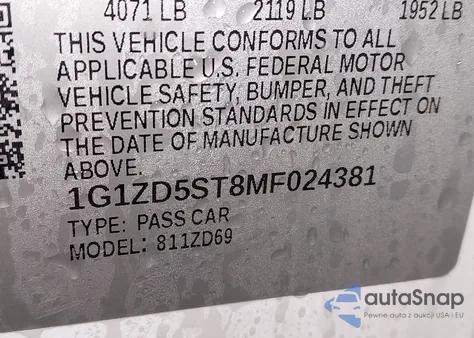 4071 LB 2119 LB 1952 LB
THIS VEHICLE CONFORMS TO ALL
APPLICABLE U.S. FEDERAL MOTOR
VEHICLE SAFETY, BUMPER, AND THEFT
PREVENTION STANDARDS IN EFFECT ON
THE DATE OF MANUFACTURE SHOWN
ABOVE.
1G1ZD5ST8MF024381
TYPE: PASS CAR
MODEL: 811ZD69
autoSnap
Pewne auta z aukcji USA i EU